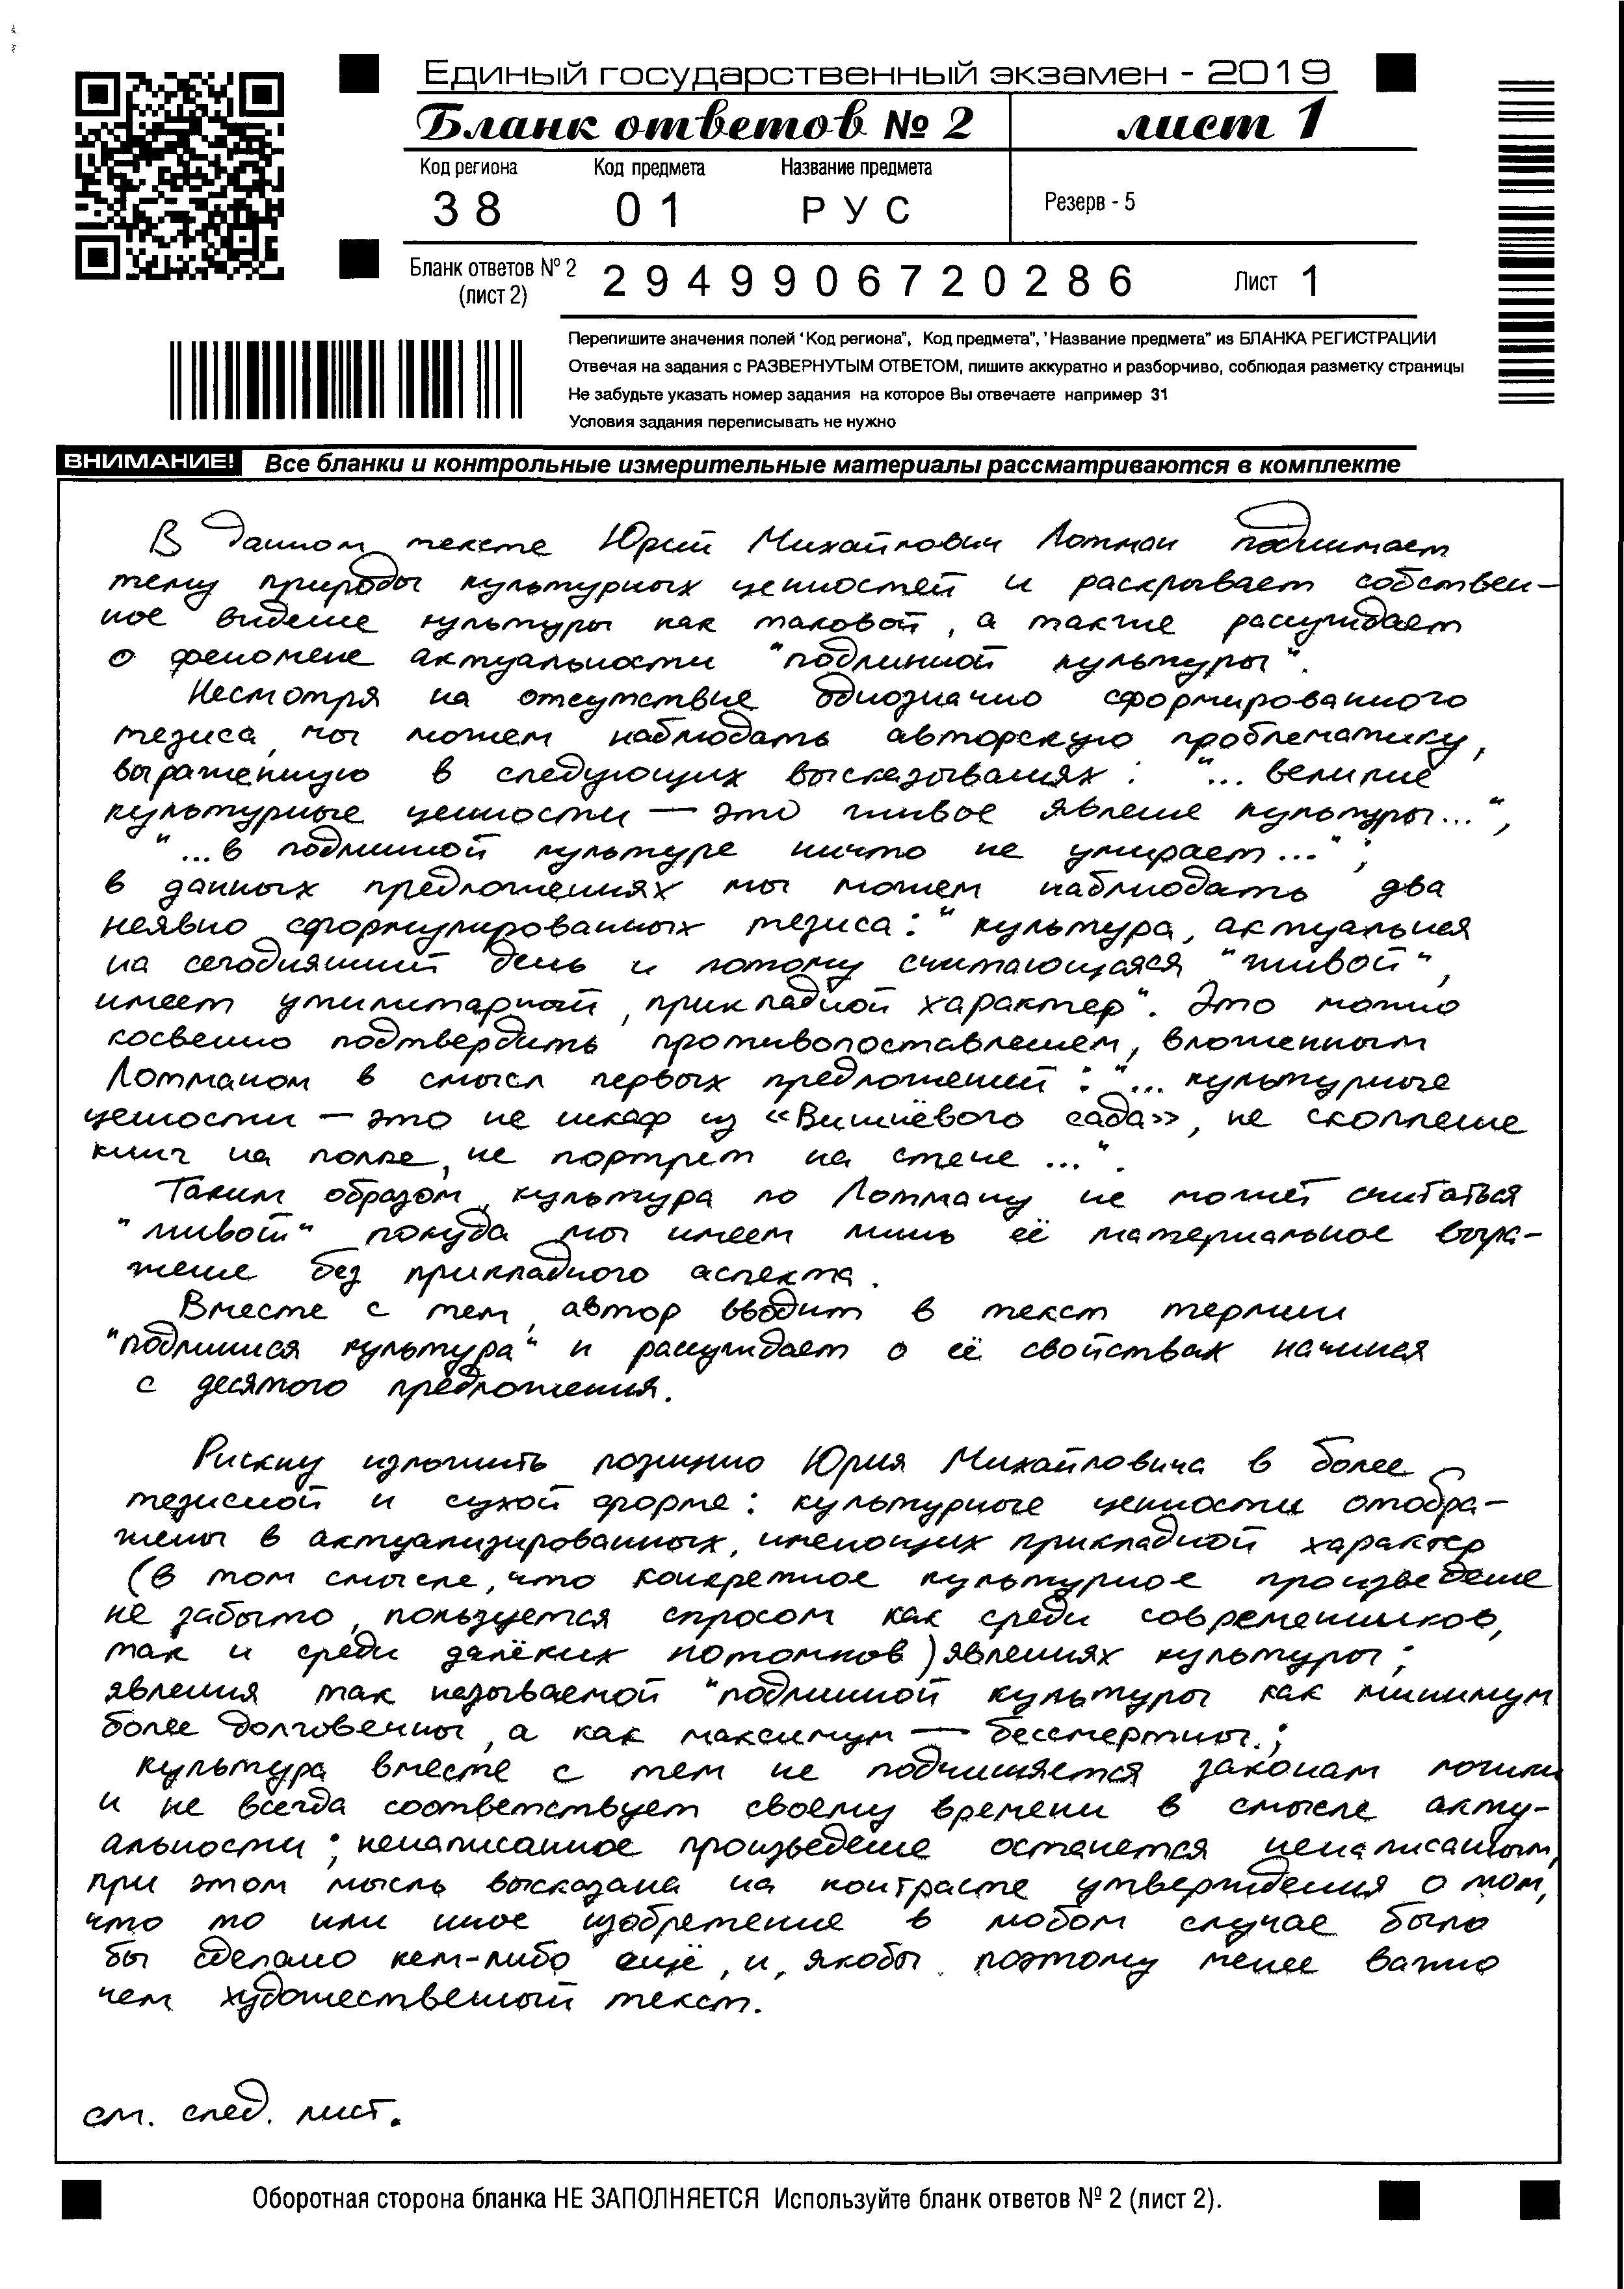 Единый государственный экзамен - 2019
Бланк ответов № 2
лист 1
Код региона
Код предмета
Название предмета
Резерв - 5
38
01
РУС
Бланк ответов № 2
(лист 2)
2949906720286
Лист 1
Перепишите значения полей "Код региона", Код предмета", "Название предмета" из БЛАНКА РЕГИСТРАЦИИ
Отвечая на задания с РАЗВЕРНУТЫМ ОТВЕТОМ, пишите аккуратно и разборчиво, соблюдая разметку страницы
Не забудьте указать номер задания на которое Вы отвечаете например 31
Условия задания переписывать не нужно
ВНИМАНИЕ! Все бланки и контрольные измерительные материалы рассматриваются в комплекте
В данном тексте Юрий Михайлович Лотман поднимает
тему природы культурных ценностей и раскрывает собствен-
ное видение культуры как таковой, а также рассуждает
о феномене актуальности "подлинной культуры".
Несмотря на отсутствие однозначно сформированного
тезиса, мы можем наблюдать авторскую проблематику,
выраженную в следующих высказываниях: "... великие
культурные ценности — это живое явление культуры...",
"...в подлинной культуре ничто не умирает...";
в данных предложениях мы можем наблюдать два
неявно сформулированных тезиса: "культура, актуальная
на сегодняшний день и потому считающаяся "живой",
имеет утилитарный, прикладной характер". Это можно
косвенно подтвердить противопоставлением, вложенным
Лотманом в смысл первых предложений: "... культурные
ценности — это не шкаф из «Вишнёвого сада», не скопление
книг на полке, не портрет на стене ...".
Таким образом, культура по Лотману не может считаться
"живой" покуда мы имеем лишь её материальное выра-
жение без прикладного аспекта.
Вместе с тем, автор вводит в текст термин
"подлинная культура" и рассуждает о её свойствах начиная
с десятого предложения.
Рискну изложить позицию Юрия Михайловича в более
тезисной и сухой форме: культурные ценности отобра-
жены в актуализированных, имеющих прикладной характер
(в том смысле, что конкретное культурное произведение
не забыто, пользуется спросом как среди современников,
так и среди далёких потомков) явлениях культуры;
явления так называемой "подлинной культуры как минимум
более долговечны, а как максимум — бессмертны.;
культура вместе с тем не подчиняется законам логики
и не всегда соответствует своему времени в смысле акту-
альности; ненаписанное произведение останется ненаписанным,
при этом мысль высказана на контрасте утверждения о том,
что то или иное изобретение в любом случае было
бы сделано кем-либо ещё, и, якобы, поэтому менее важно
чем художественный текст.
см. след. лист.
Оборотная сторона бланка НЕ ЗАПОЛНЯЕТСЯ Используйте бланк ответов № 2 (лист 2).